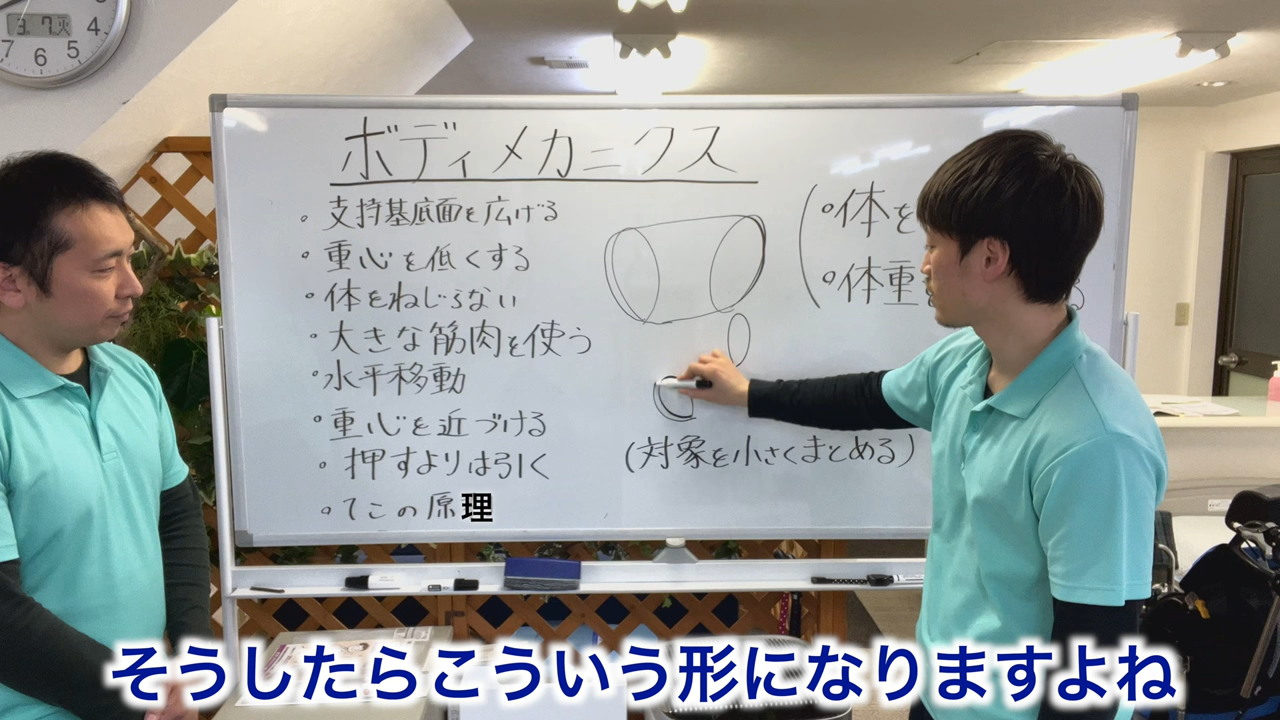 3. 7.火
4
5
6
7
ボディメカニクス
。支持基底面を広げる
・重心を低くする
・体をねじらない
・大きな筋肉を使う
・水平移動
・重心を近づける
。押すよりは引く
。てこの原理
(対象を小さくまとめる)
(。体を
。体重
そうしたらこういう形になりますよね